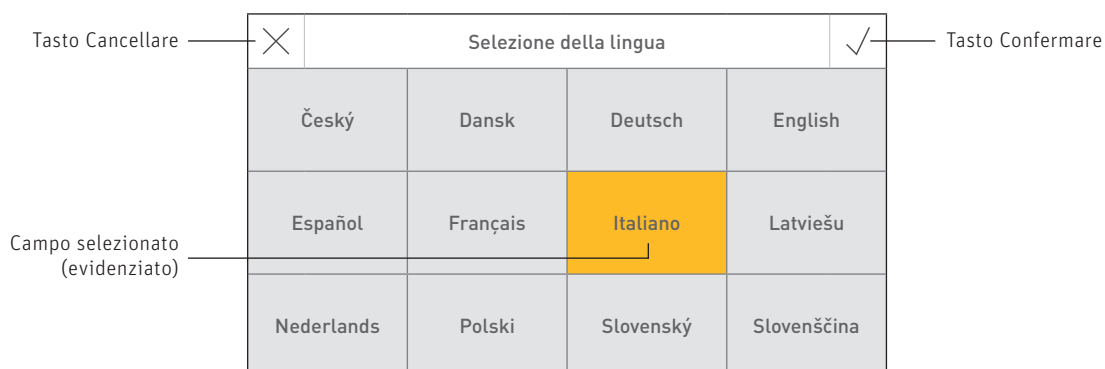 Tasto Cancellare
Selezione della lingua
Tasto Confermare
Český
Dansk
Deutsch
English
Español
Français
Italiano
Latviešu
Campo selezionato
(evidenziato)
Nederlands
Polski
Slovenský
Slovenščina